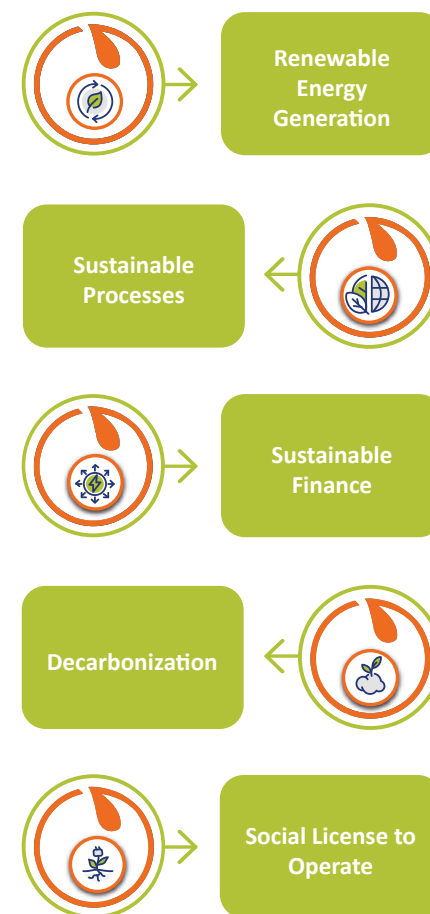 Renewable
Energy
Generation
Sustainable
Processes
Sustainable
Finance
Decarbonization
Social License to
Operate